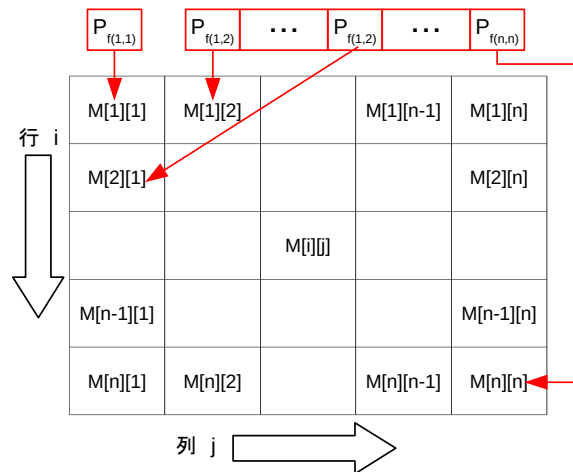 P f(1,1) P f(1,2) ... P f(1,2) ... P f(n,n)
M[1][1] M[1][2] M[1][n-1] M[1][n]
行 i
M[2][1] M[2][n]
M[i][j]
M[n-1][1] M[n-1][n]
M[n][1] M[n][2] M[n][n-1] M[n][n]
列 j